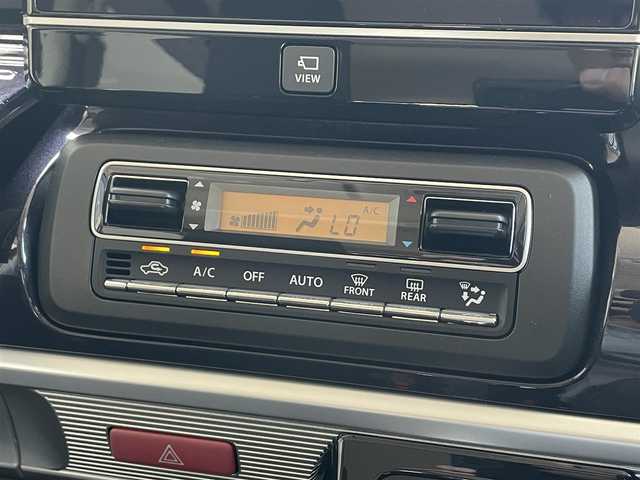 VIEW
A/C
LO
A/C OFF AUTO FRONT REAR